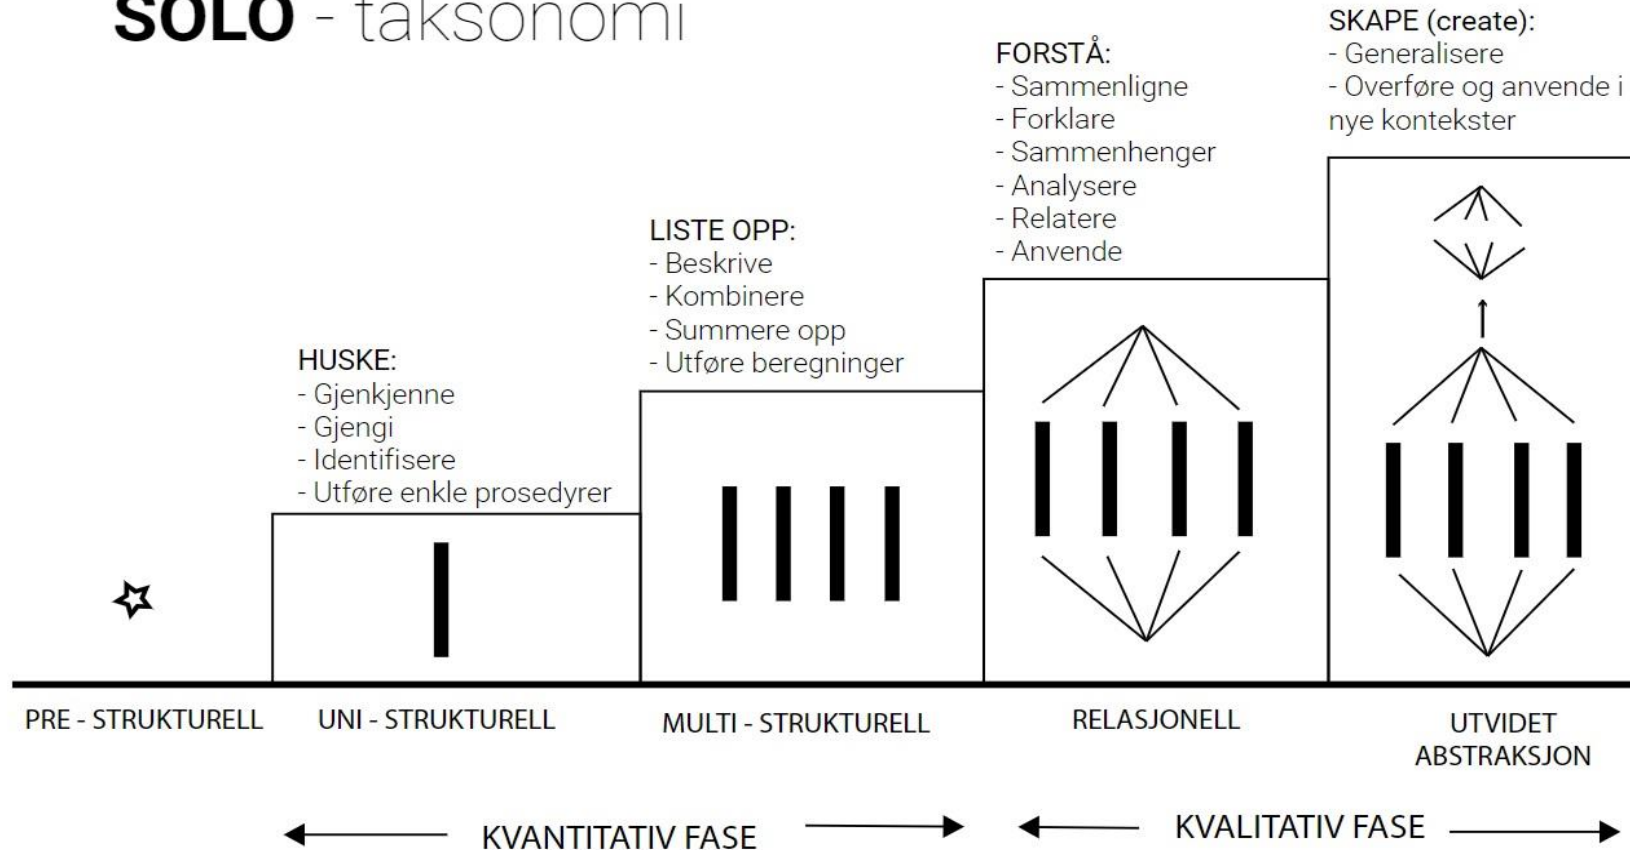 SOLO - taksonomi
HUSKE:
- Gjenkjenne
- Gjengi
- Identifisere
- Utføre enkle prosedyrer
LISTE OPP:
- Beskrive
- Kombinere
- Summere opp
- Utføre beregninger
FORSTÅ:
- Sammenligne
- Forklare
- Sammenhenger
- Analysere
- Relatere
- Anvende
SKAPE (create):
- Generalisere
- Overføre og anvende i
nye kontekster
PRE - STRUKTURELL
UNI - STRUKTURELL
MULTI - STRUKTURELL
RELASJONELL
UTVIDET
ABSTRAKSJON
KVANTITATIV FASE
KVALITATIV FASE